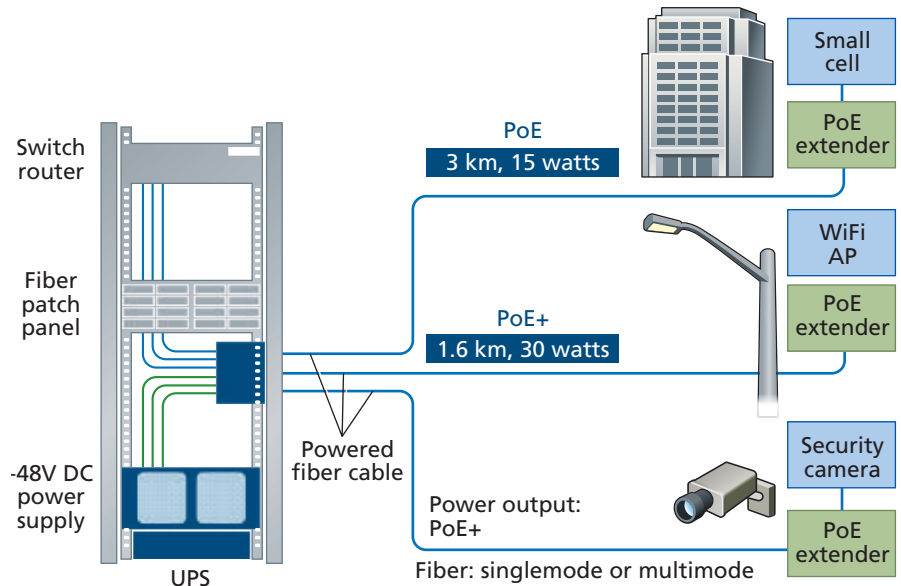 Small
cell
PoE
extender
PoE
3 km, 15 watts
Switch
router
WiFi
AP
PoE
extender
Fiber
patch
panel
PoE+
1.6 km, 30 watts
Powered
fiber cable
Security
camera
-48V DC
power
supply
Power output:
PoE+
PoE
extender
Fiber: singlemode or multimode
UPS